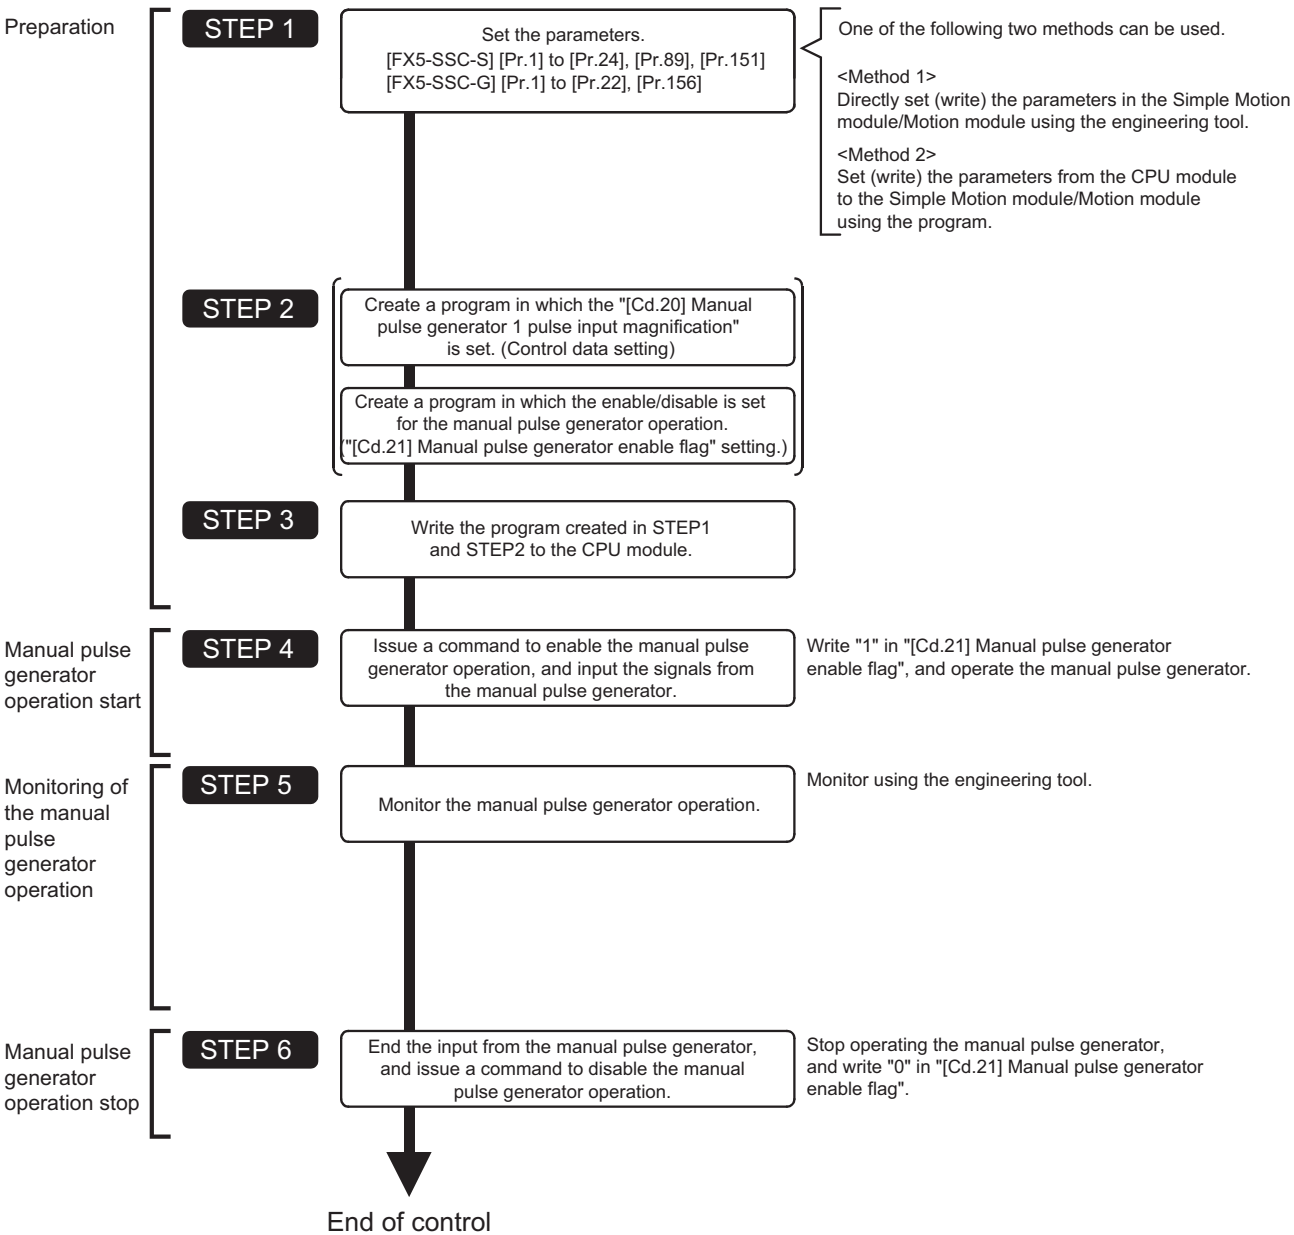 Preparation
STEP 1
Set the parameters.
[FX5-SSC-S] [Pr.1] to [Pr.24], [Pr.89], [Pr.151]
[FX5-SSC-G] [Pr.1] to [Pr.22], [Pr.156]
One of the following two methods can be used.
<Method 1>
Directly set (write) the parameters in the Simple Motion
module/Motion module using the engineering tool.
<Method 2>
Set (write) the parameters from the CPU module
to the Simple Motion module/Motion module
using the program.
STEP 2
Create a program in which the "[Cd.20] Manual
pulse generator 1 pulse input magnification"
is set. (Control data setting)
Create a program in which the enable/disable is set
for the manual pulse generator operation.
("[Cd.21] Manual pulse generator enable flag" setting.)
STEP 3
Write the program created in STEP1
and STEP2 to the CPU module.
Manual pulse
generator
operation start
STEP 4
Issue a command to enable the manual pulse
generator operation, and input the signals from
the manual pulse generator.
Write "1" in "[Cd.21] Manual pulse generator
enable flag", and operate the manual pulse generator.
Monitoring of
the manual
pulse
generator
operation
STEP 5
Monitor the manual pulse generator operation.
Monitor using the engineering tool.
Manual pulse
generator
operation stop
STEP 6
End the input from the manual pulse generator,
and issue a command to disable the manual
pulse generator operation.
Stop operating the manual pulse generator,
and write "0" in "[Cd.21] Manual pulse generator
enable flag".
End of control